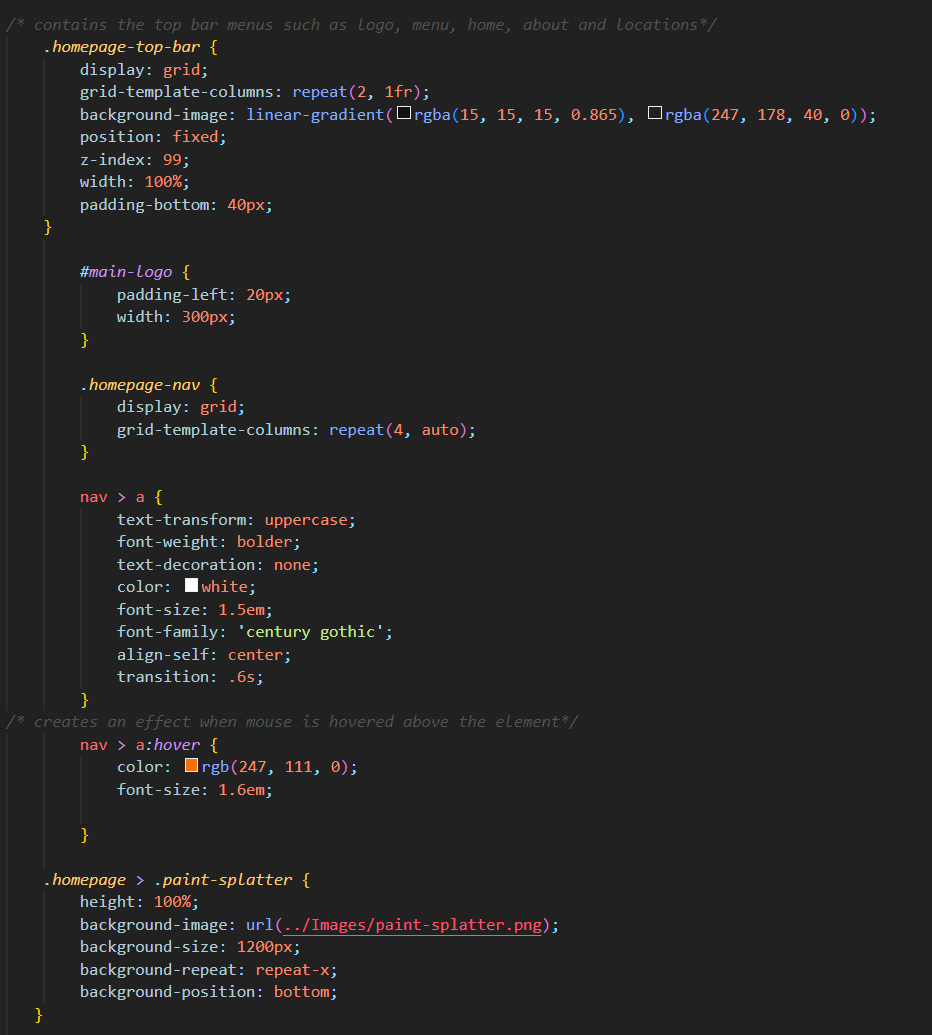 /* contains the top bar menus such as logo, menu, home, about and locations*/
.homepage-top-bar {
display: grid;
grid-template-columns: repeat(2, 1fr);
background-image: linear-gradient(rgba(15, 15, 15, 0.865), rgba(247, 178, 40, 0));
position: fixed;
z-index: 99;
width: 100%;
padding-bottom: 40px;
}
#main-logo {
padding-left: 20px;
width: 300px;
}
.homepage-nav {
display: grid;
grid-template-columns: repeat(4, auto);
}
nav > a {
text-transform: uppercase;
font-weight: bolder;
text-decoration: none;
color: white;
font-size: 1.5em;
font-family: 'century gothic';
align-self: center;
transition: .6s;
}
/* creates an effect when mouse is hovered above the element*/
nav > a:hover {
color: rgb(247, 111, 0);
font-size: 1.6em;
}
.homepage > .paint-splatter {
height: 100%;
background-image: url(../Images/paint-splatter.png);
background-size: 1200px;
background-repeat: repeat-x;
background-position: bottom;
}